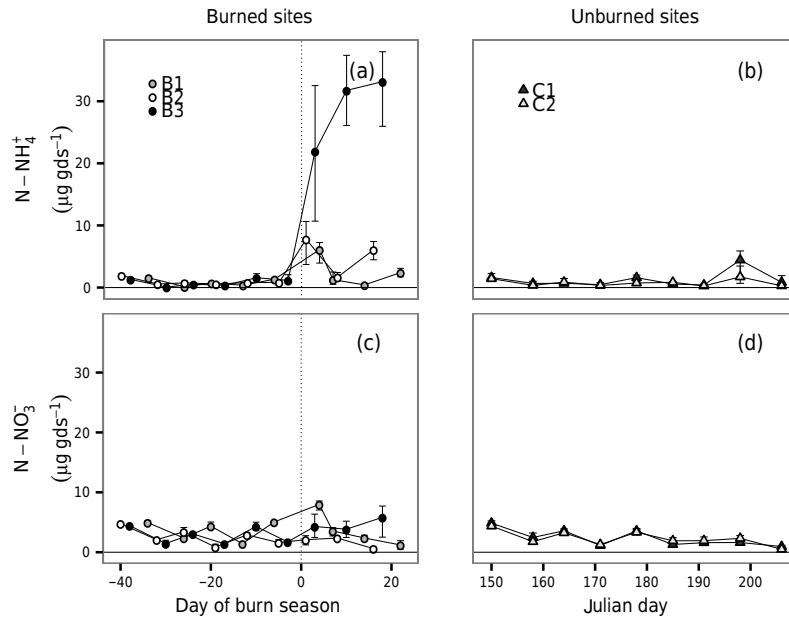 Burned sites
Unburned sites
(a)
B1
B2
B3
(b)
C1
C2
N − NH₄⁺
(µg gds⁻¹)
30
20
10
0
(c)
(d)
N − NO₃⁻
(µg gds⁻¹)
30
20
10
0
−40 −20 0 20
150 160 170 180 190 200
Day of burn season
Julian day